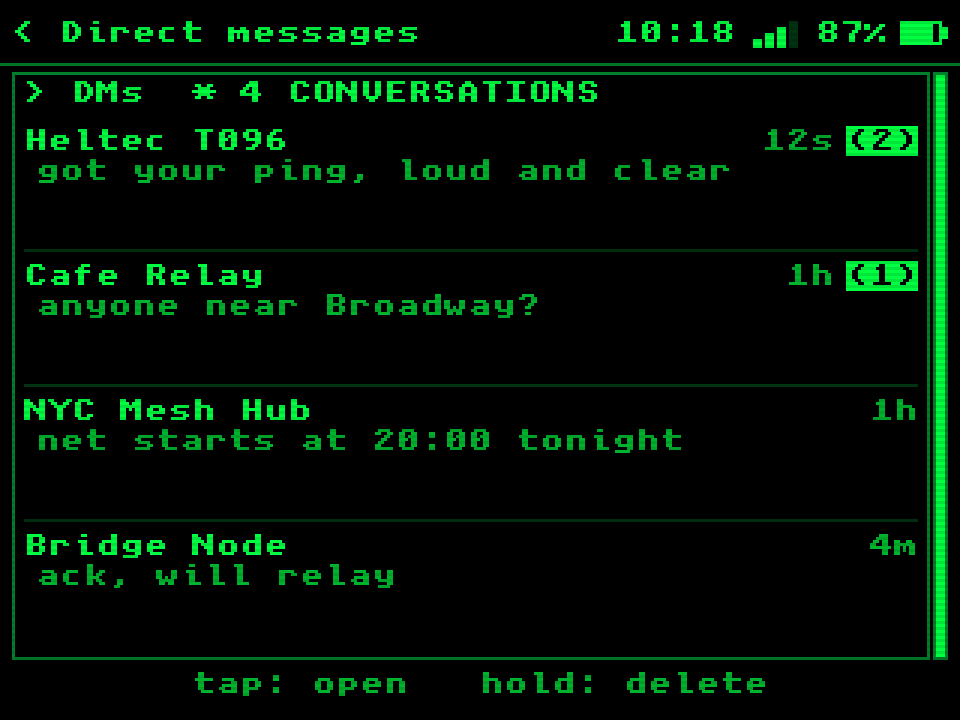 < Direct messages 10:18 87%
> DMs * 4 CONVERSATIONS
Heltec T096 12s (2)
got your ping, loud and clear
Cafe Relay 1h (1)
anyone near Broadway?
NYC Mesh Hub 1h
net starts at 20:00 tonight
Bridge Node 4m
ack, will relay
tap: open hold: delete